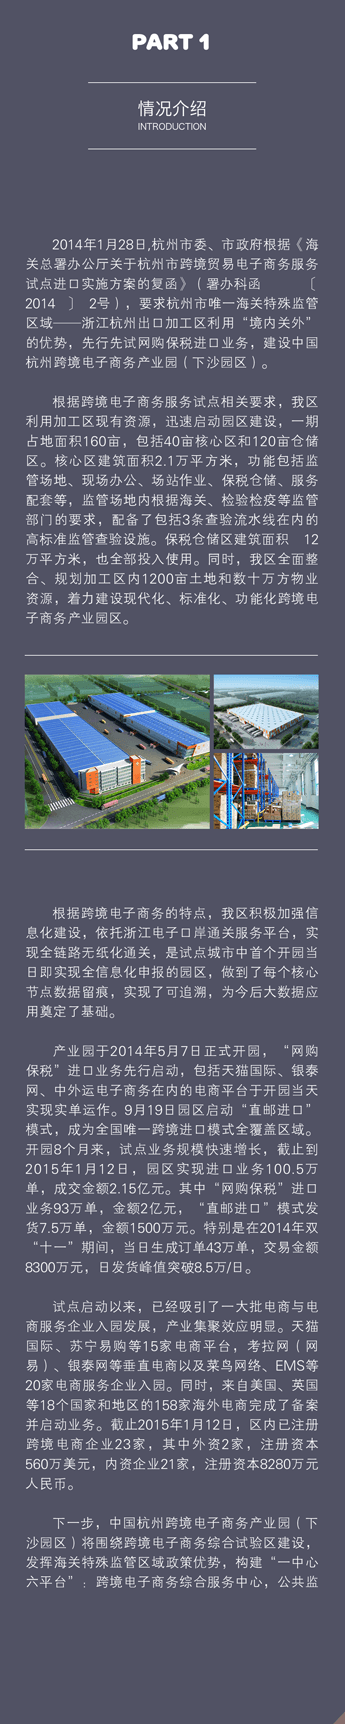 PART 1
情况介绍
INTRODUCTION
2014年1月28日,杭州市委、市政府根据《海
关总署办公厅关于杭州市跨境贸易电子商务服务
试点进口实施方案的复函》（署办科函 〔
2014 〕 2号），要求杭州市唯一海关特殊监管
区域——浙江杭州出口加工区利用“境内关外”
的优势，先行先试网购保税进口业务，建设中国
杭州跨境电子商务产业园（下沙园区）。
根据跨境电子商务服务试点相关要求，我区
利用加工区现有资源，迅速启动园区建设，一期
占地面积160亩，包括40亩核心区和120亩仓储
区。核心区建筑面积2.1万平方米，功能包括监
管场地、现场办公、场站作业、保税仓储、服务
配套等，监管场地内根据海关、检验检疫等监管
部门的要求，配备了包括3条查验流水线在内的
高标准监管查验设施。保税仓储区建筑面积 12
万平方米，也全部投入使用。同时，我区全面整
合、规划加工区内1200亩土地和数十万方物业
资源，着力建设现代化、标准化、功能化跨境电
子商务产业园区。
根据跨境电子商务的特点，我区积极加强信
息化建设，依托浙江电子口岸通关服务平台，实
现全链路无纸化通关，是试点城市中首个开园当
日即实现全信息化申报的园区，做到了每个核心
节点数据留痕，实现了可追溯，为今后大数据应
用奠定了基础。
产业园于2014年5月7日正式开园，“网购
保税”进口业务先行启动，包括天猫国际、银泰
网、中外运电子商务在内的电商平台于开园当天
实现实单运作。9月19日园区启动“直邮进口”
模式，成为全国唯一跨境进口模式全覆盖区域。
开园8个月来，试点业务规模快速增长，截止到
2015年1月12日，园区实现进口业务100.5万
单，成交金额2.15亿元。其中“网购保税”进口
业务93万单，金额2亿元，“直邮进口”模式发
货7.5万单，金额1500万元。特别是在2014年双
“十一”期间，当日生成订单43万单，交易金额
8300万元，日发货峰值突破8.5万/日。
试点启动以来，已经吸引了一大批电商与电
商服务企业入园发展，产业集聚效应明显。天猫
国际、苏宁易购等15家电商平台，考拉网（网
易）、银泰网等垂直电商以及菜鸟网络、EMS等
20家电商服务企业入园。同时，来自美国、英国
等18个国家和地区的158家海外电商完成了备案
并启动业务。截止2015年1月12日，区内已注册
跨境电商企业23家，其中外资2家，注册资本
560万美元，内资企业21家，注册资本8280万元
人民币。
下一步，中国杭州跨境电子商务产业园（下
沙园区）将围绕跨境电子商务综合试验区建设，
发挥海关特殊监管区域政策优势，构建“一中心
六平台”：跨境电子商务综合服务中心，公共监